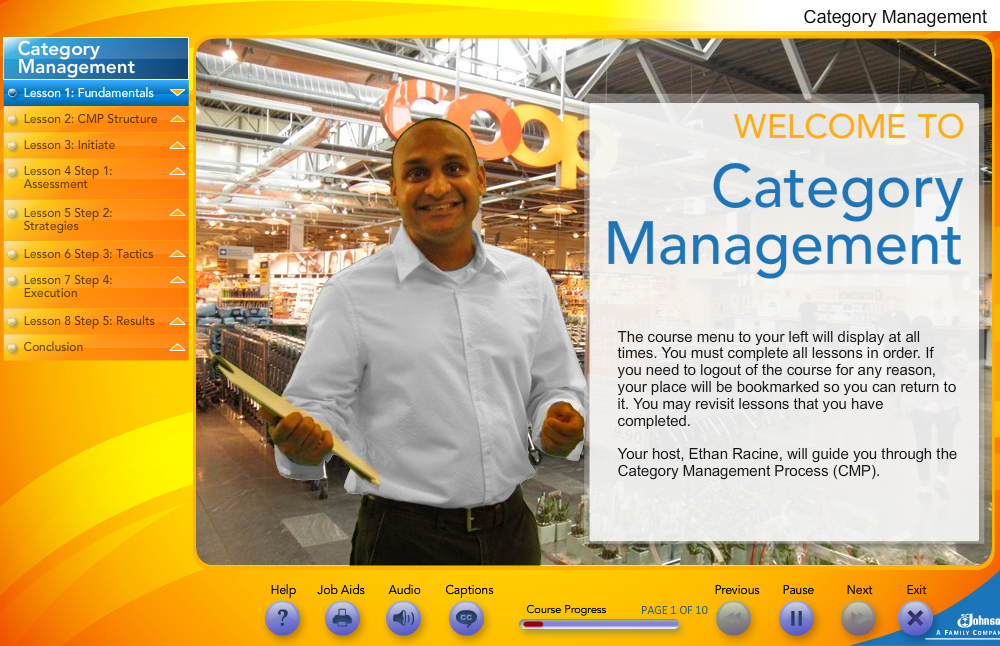 Category Management
Category
Management
Lesson 1: Fundamentals
Lesson 2: CMP Structure
Lesson 3: Initiate
Lesson 4 Step 1:
Assessment
Lesson 5 Step 2:
Strategies
Lesson 6 Step 3: Tactics
Lesson 7 Step 4:
Execution
Lesson 8 Step 5: Results
Conclusion
coop
WELCOME TO
Category
Management
The course menu to your left will display at all
times. You must complete all lessons in order. If
you need to logout of the course for any reason,
your place will be bookmarked so you can return to
it. You may revisit lessons that you have
completed.
Your host, Ethan Racine, will guide you through the
Category Management Process (CMP).
Help
Job Aids
Audio
Captions
?
CC
Course Progress
PAGE 1 OF 10
Previous
Pause
Next
Exit
Johnso
A FAMILY COMPAN